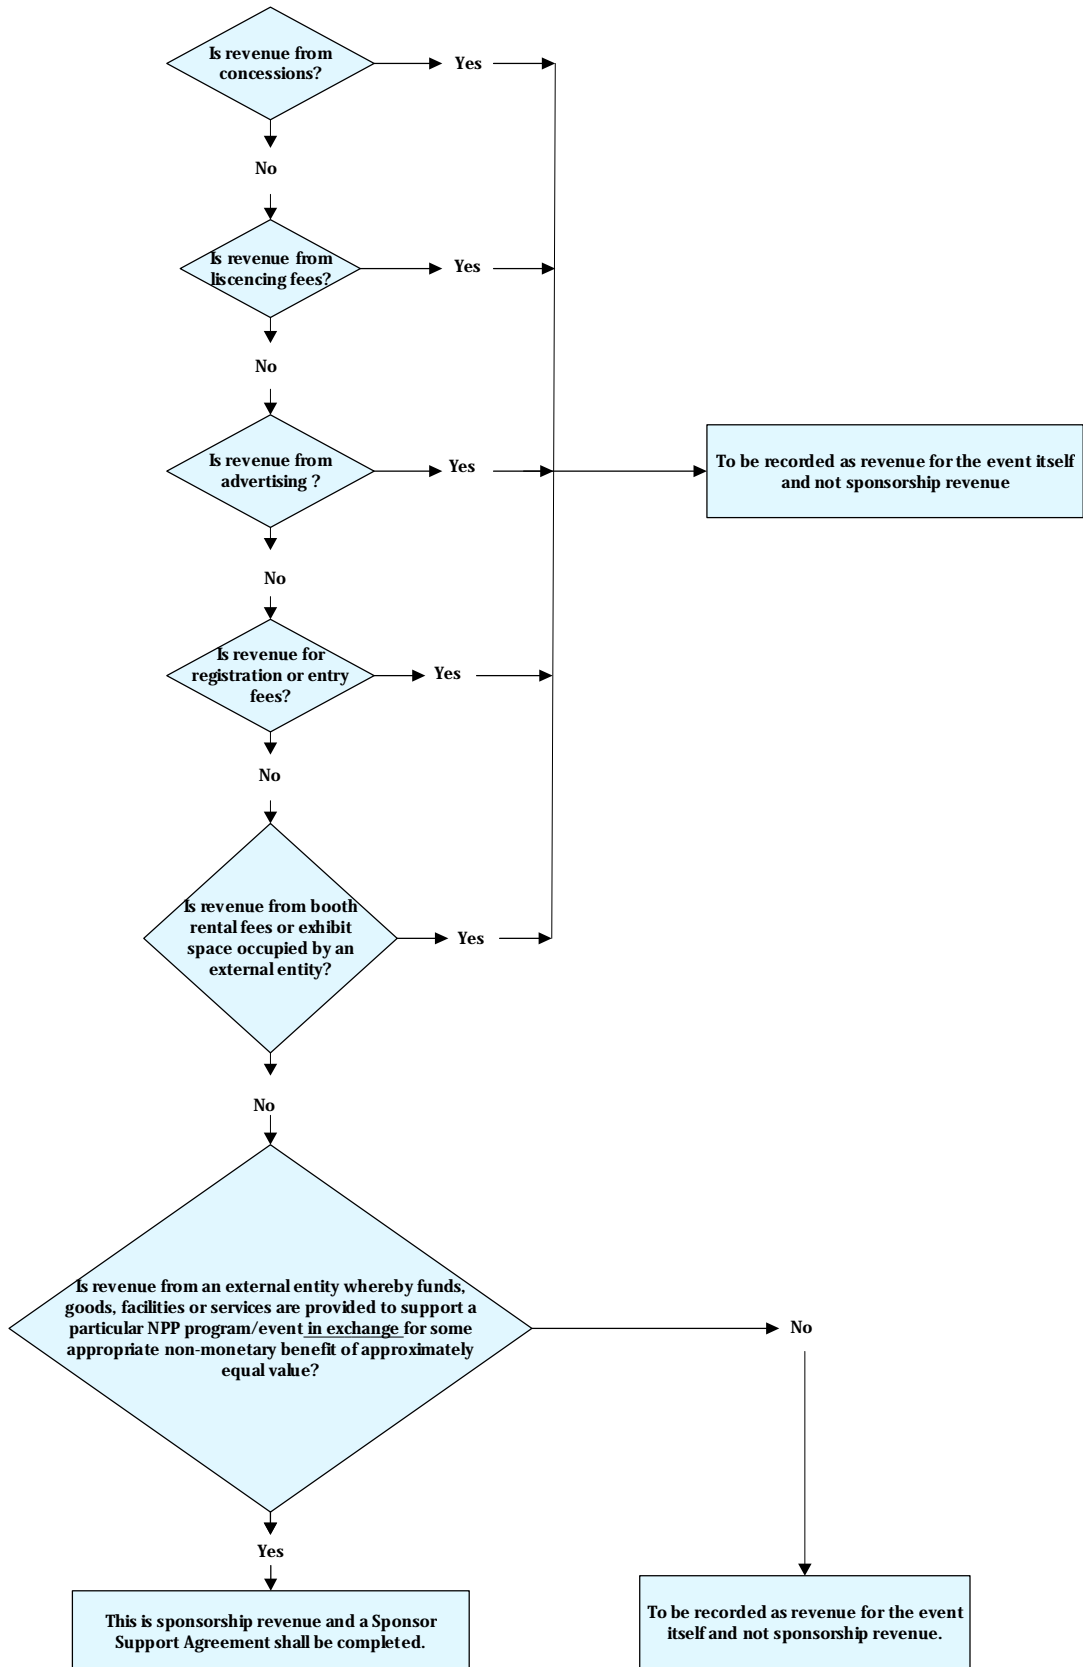 Is revenue from
concessions?
Yes
No
Is revenue from
liscencing fees?
Yes
No
Is revenue from
advertising ?
Yes
To be recorded as revenue for the event itself
and not sponsorship revenue
No
Is revenue for
registration or entry
fees?
Yes
No
Is revenue from booth
rental fees or exhibit
space occupied by an
external entity?
Yes
No
Is revenue from an external entity whereby funds,
goods, facilities or services are provided to support a
particular NPP program/event in exchange for some
appropriate non-monetary benefit of approximately
equal value?
No
Yes
This is sponsorship revenue and a Sponsor
Support Agreement shall be completed.
To be recorded as revenue for the event
itself and not sponsorship revenue.